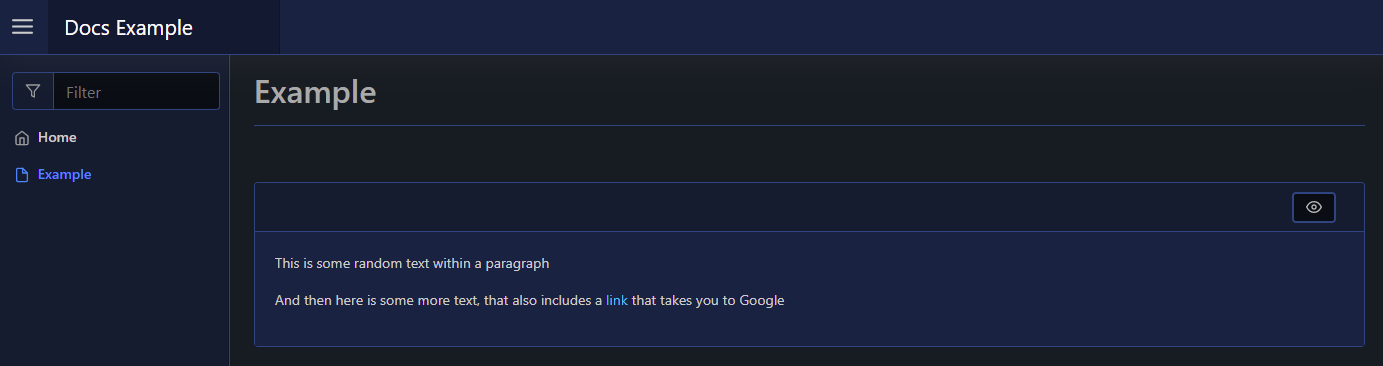 Docs Example
Filter
Home
Example
Example
This is some random text within a paragraph
And then here is some more text, that also includes a link that takes you to Google